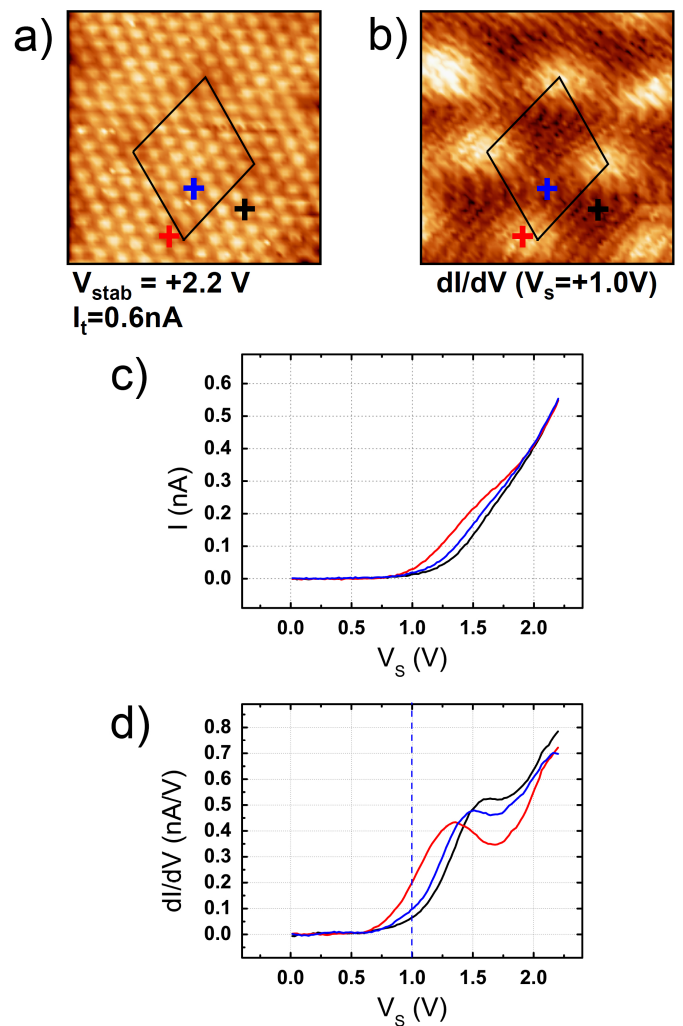 a)
b)
V_stab = +2.2 V
I_t=0.6nA
dI/dV (V_s=+1.0V)
c)
I (nA)
0.6
0.5
0.4
0.3
0.2
0.1
0.0
0.0 0.5 1.0 1.5 2.0
V_S (V)
d)
dI/dV (nA/V)
0.8
0.7
0.6
0.5
0.4
0.3
0.2
0.1
0.0
0.0 0.5 1.0 1.5 2.0
V_S (V)